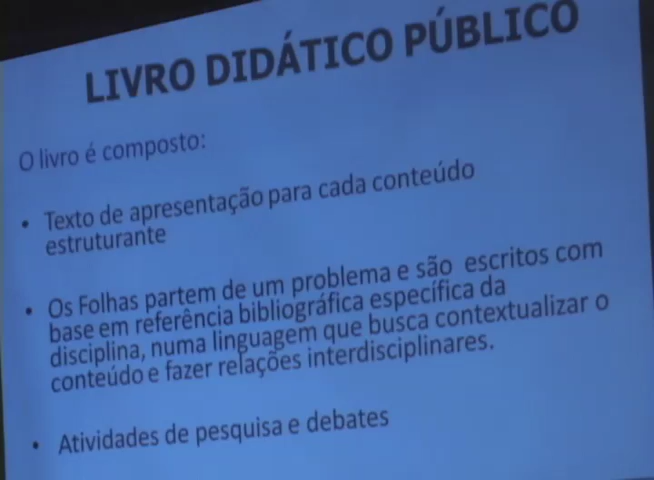 LIVRO DIDÁTICO PÚBLICO
O livro é composto:
• Texto de apresentação para cada conteúdo
estruturante
• Os Folhas partem de um problema e são escritos com
base em referência bibliográfica específica da
disciplina, numa linguagem que busca contextualizar o
conteúdo e fazer relações interdisciplinares.
• Atividades de pesquisa e debates